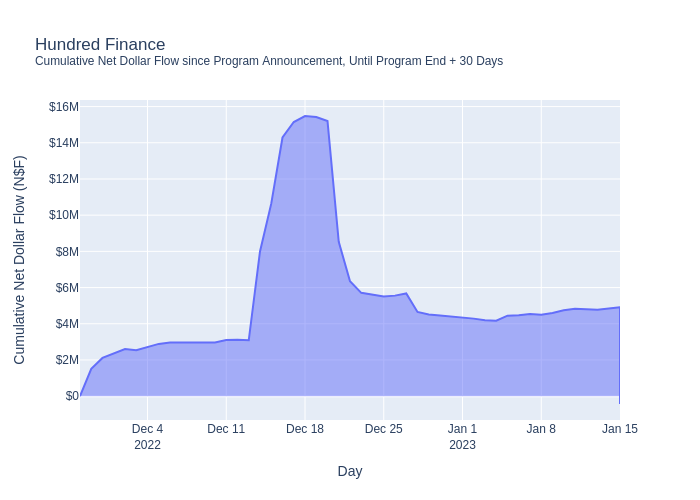 Hundred Finance
Cumulative Net Dollar Flow since Program Announcement, Until Program End + 30 Days
Cumulative Net Dollar Flow (N$F)
$16M
$14M
$12M
$10M
$8M
$6M
$4M
$2M
$0
Dec 4 Dec 11 Dec 18 Dec 25 Jan 1 Jan 8 Jan 15
2022 2023
Day